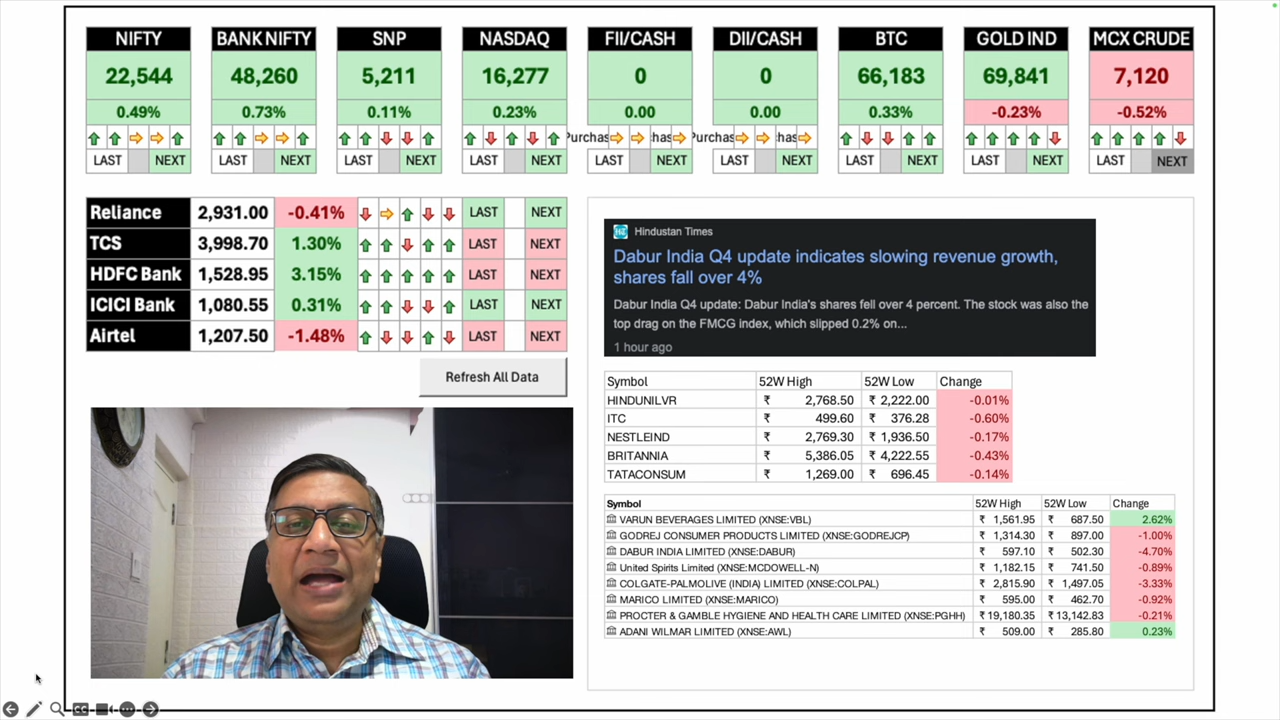 NIFTY BANK NIFTY SNP NASDAQ FII/CASH DII/CASH BTC GOLD IND MCX CRUDE
22,544 48,260 5,211 16,277 0 0 66,183 69,841 7,120
0.49% 0.73% 0.11% 0.23% 0.00 0.00 0.33% -0.23% -0.52%
Purchas has Purchas has
LAST NEXT LAST NEXT LAST NEXT LAST NEXT LAST NEXT LAST NEXT LAST NEXT LAST NEXT LAST NEXT
Reliance 2,931.00 -0.41% LAST NEXT
TCS 3,998.70 1.30% LAST NEXT
HDFC Bank 1,528.95 3.15% LAST NEXT
ICICI Bank 1,080.55 0.31% LAST NEXT
Airtel 1,207.50 -1.48% LAST NEXT
Refresh All Data
HT Hindustan Times
Dabur India Q4 update indicates slowing revenue growth,
shares fall over 4%
Dabur India Q4 update: Dabur India's shares fell over 4 percent. The stock was also the
top drag on the FMCG index, which slipped 0.2% on...
1 hour ago
Symbol 52W High 52W Low Change
HINDUNILVR ₹ 2,768.50 ₹ 2,222.00 -0.01%
ITC ₹ 499.60 ₹ 376.28 -0.60%
NESTLEIND ₹ 2,769.30 ₹ 1,936.50 -0.17%
BRITANNIA ₹ 5,386.05 ₹ 4,222.55 -0.43%
TATACONSUM ₹ 1,269.00 ₹ 696.45 -0.14%
Symbol 52W High 52W Low Change
VARUN BEVERAGES LIMITED (XNSE:VBL) ₹ 1,561.95 ₹ 687.50 2.62%
GODREJ CONSUMER PRODUCTS LIMITED (XNSE:GODREJCP) ₹ 1,314.30 ₹ 897.00 -1.00%
DABUR INDIA LIMITED (XNSE:DABUR) ₹ 597.10 ₹ 502.30 -4.70%
United Spirits Limited (XNSE:MCDOWELL-N) ₹ 1,182.15 ₹ 741.50 -0.89%
COLGATE-PALMOLIVE (INDIA) LIMITED (XNSE:COLPAL) ₹ 2,815.90 ₹ 1,497.05 -3.33%
MARICO LIMITED (XNSE:MARICO) ₹ 595.00 ₹ 462.70 -0.92%
PROCTER & GAMBLE HYGIENE AND HEALTH CARE LIMITED (XNSE:PGHH) ₹ 19,180.35 ₹ 13,142.83 -0.21%
ADANI WILMAR LIMITED (XNSE:AWL) ₹ 509.00 ₹ 285.80 0.23%
CC